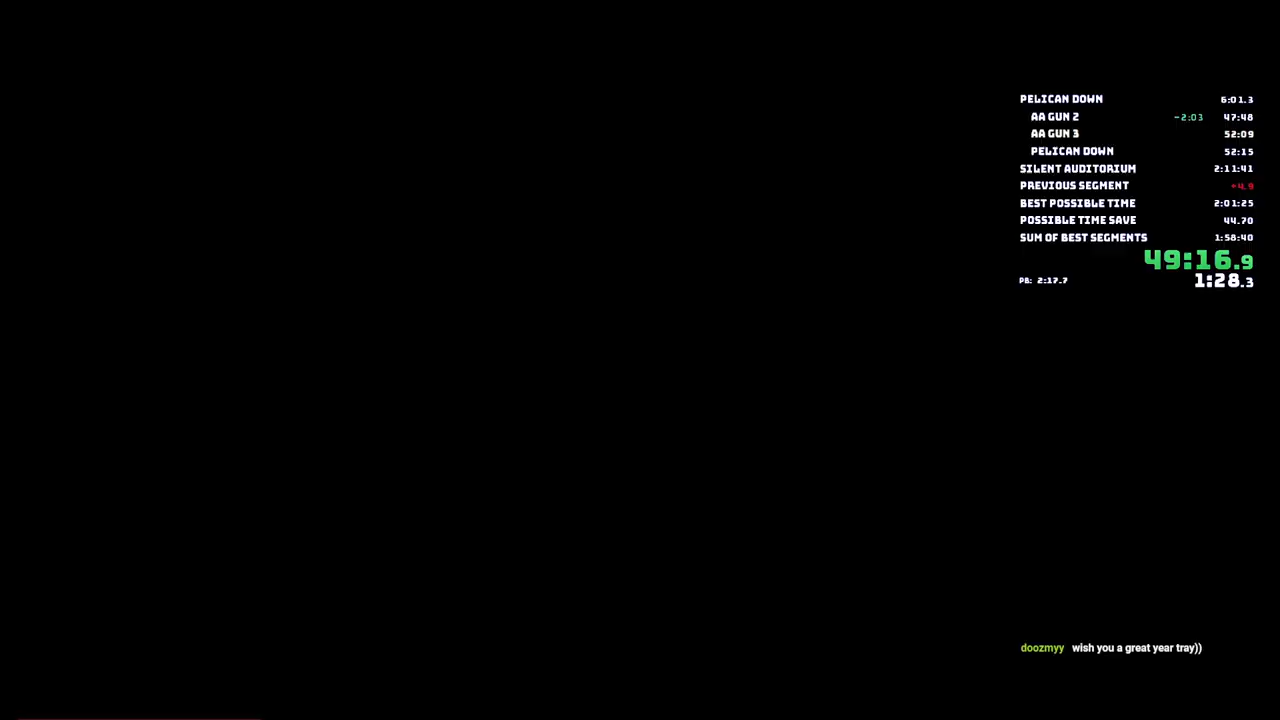 PELICAN DOWN 6:01.3
AA GUN 2 -2:03 47:48
AA GUN 3 52:09
PELICAN DOWN 52:15
SILENT AUDITORIUM 2:11:41
PREVIOUS SEGMENT +4.9
BEST POSSIBLE TIME 2:01:25
POSSIBLE TIME SAVE 44.70
SUM OF BEST SEGMENTS 1:58:40
49:16.9
PB: 2:17.7 1:28.3
doozmyy wish you a great year tray))